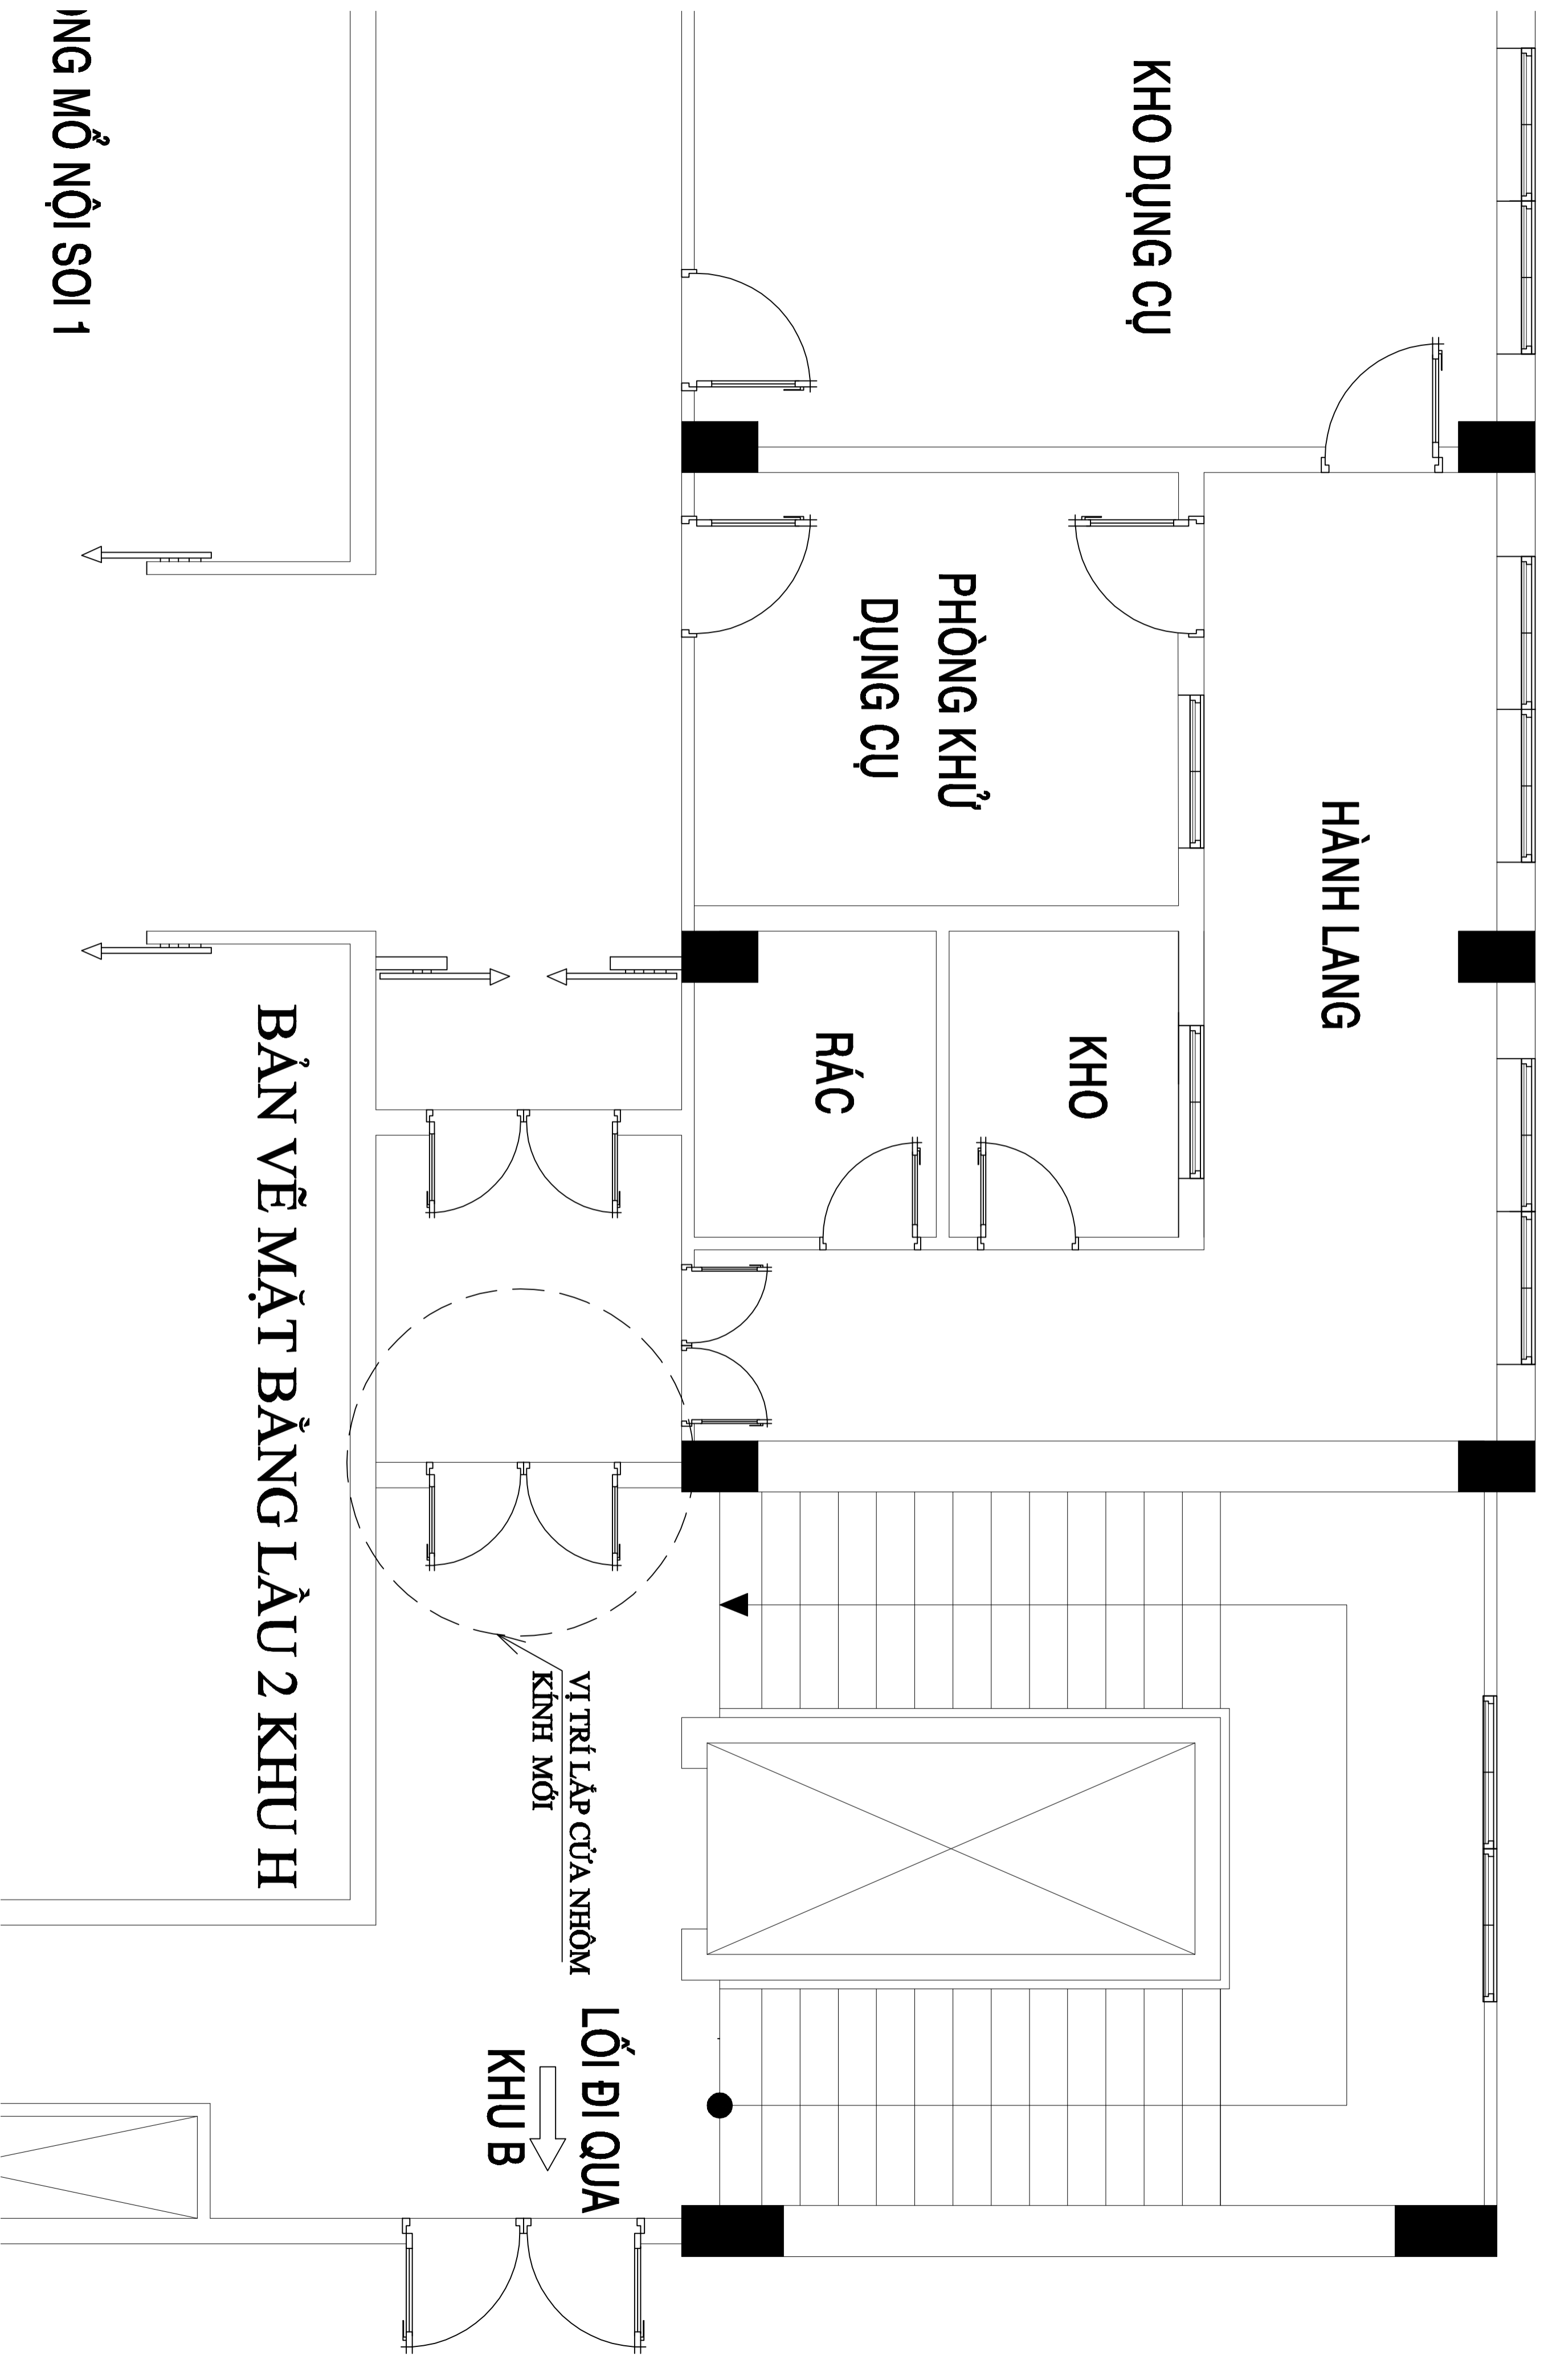 KHO DỤNG CỤ
HÀNH LANG
PHÒNG KHỬ
DỤNG CỤ
KHO
RÁC
VỊ TRÍ LẮP CỬA NHÔM
KÍNH MỚI
LỐI ĐI QUA
KHU B
BẢN VẼ MẶT BẰNG LẦU 2 KHU H
NG MỔ NỘI SOI 1